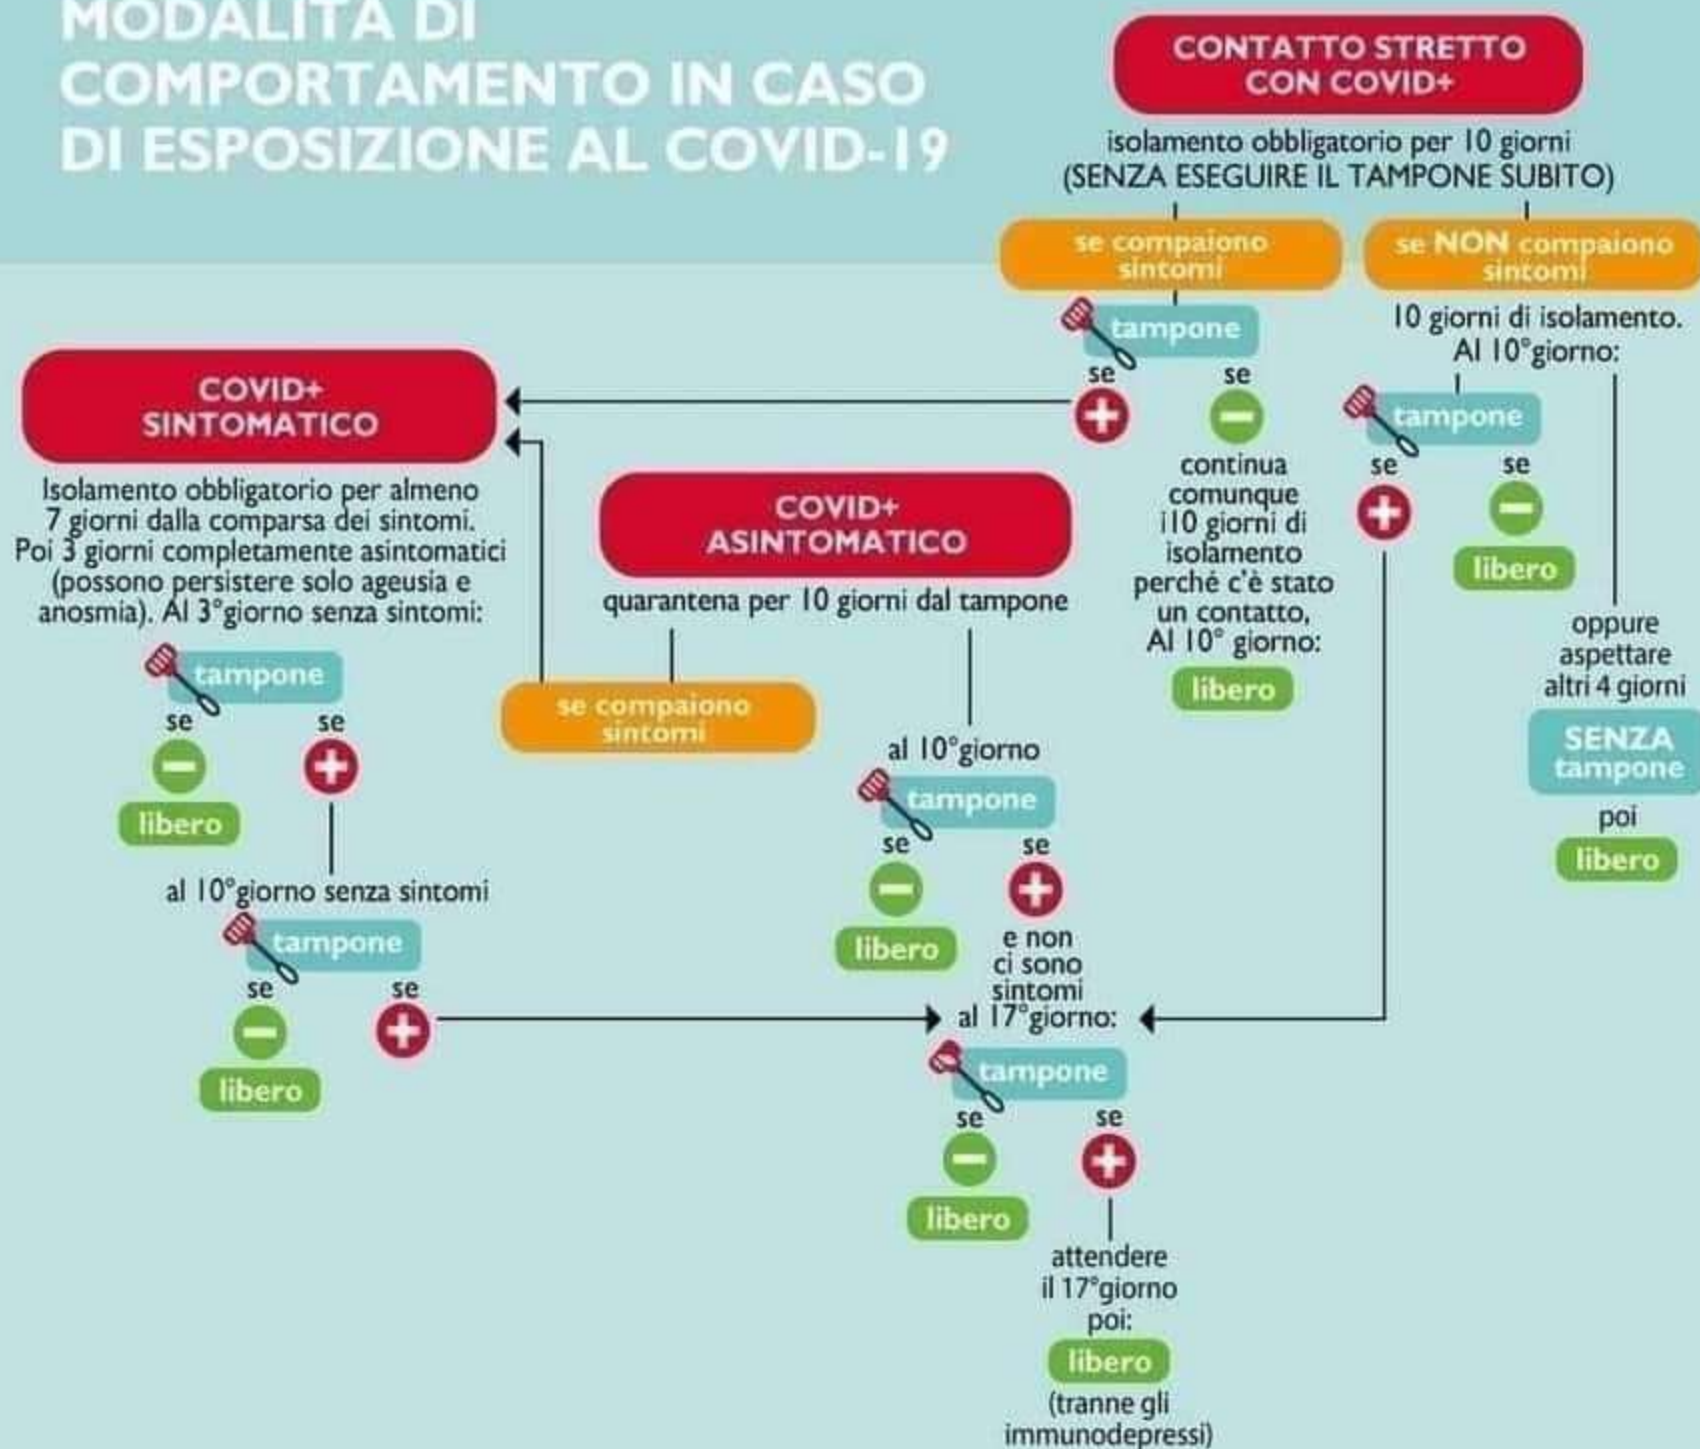 MODALITÀ DI
COMPORTAMENTO IN CASO
DI ESPOSIZIONE AL COVID-19
CONTATTO STRETTO
CON COVID+
isolamento obbligatorio per 10 giorni
(SENZA ESEGUIRE IL TAMPONE SUBITO)
se compaiono
sintomi
tampone
se
se
continua
comunque
i10 giorni di
isolamento
perché c'è stato
un contatto,
Al 10° giorno:
libero
se NON compaiono
sintomi
10 giorni di isolamento.
Al 10°giorno:
tampone
se
se
libero
oppure
aspettare
altri 4 giorni
SENZA
tampone
poi
libero
COVID+
SINTOMATICO
Isolamento obbligatorio per almeno
7 giorni dalla comparsa dei sintomi.
Poi 3 giorni completamente asintomatici
(possono persistere solo ageusia e
anosmia). Al 3°giorno senza sintomi:
tampone
se
se
libero
al 10°giorno senza sintomi
tampone
se
se
libero
COVID+
ASINTOMATICO
quarantena per 10 giorni dal tampone
se compaiono
sintomi
al 10°giorno
tampone
se
se
libero
e non
ci sono
sintomi
al 17°giorno:
tampone
se
se
libero
attendere
il 17°giorno
poi:
libero
(tranne gli
immunodepressi)